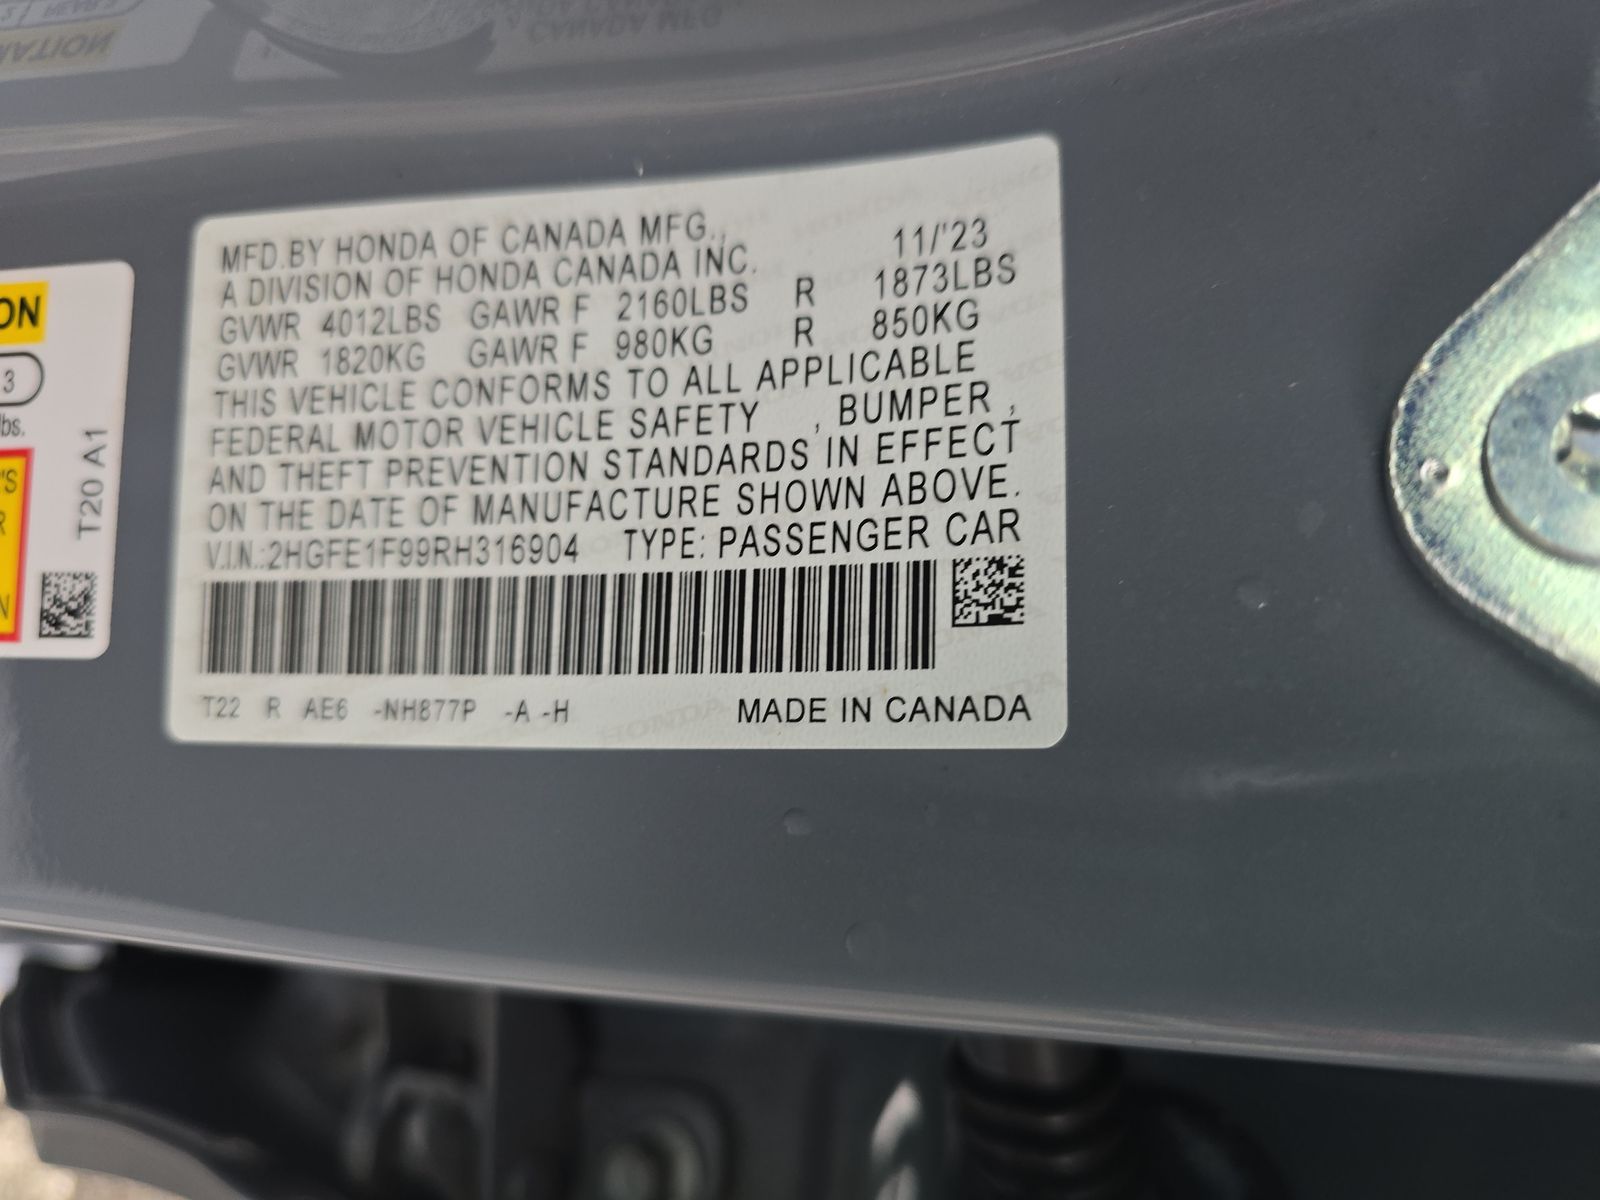 MFD.BY HONDA OF CANADA MFG.,
A DIVISION OF HONDA CANADA INC. 11/'23
GVWR 4012LBS GAWR F 2160LBS R 1873LBS
GVWR 1820KG GAWR F 980KG R 850KG
THIS VEHICLE CONFORMS TO ALL APPLICABLE
FEDERAL MOTOR VEHICLE SAFETY , BUMPER ,
AND THEFT PREVENTION STANDARDS IN EFFECT
ON THE DATE OF MANUFACTURE SHOWN ABOVE.
V.I.N.:2HGFE1F99RH316904 TYPE: PASSENGER CAR
T22 R AE6 -NH877P -A -H MADE IN CANADA
ON
3
lbs.
'S
R
N
T20 A1